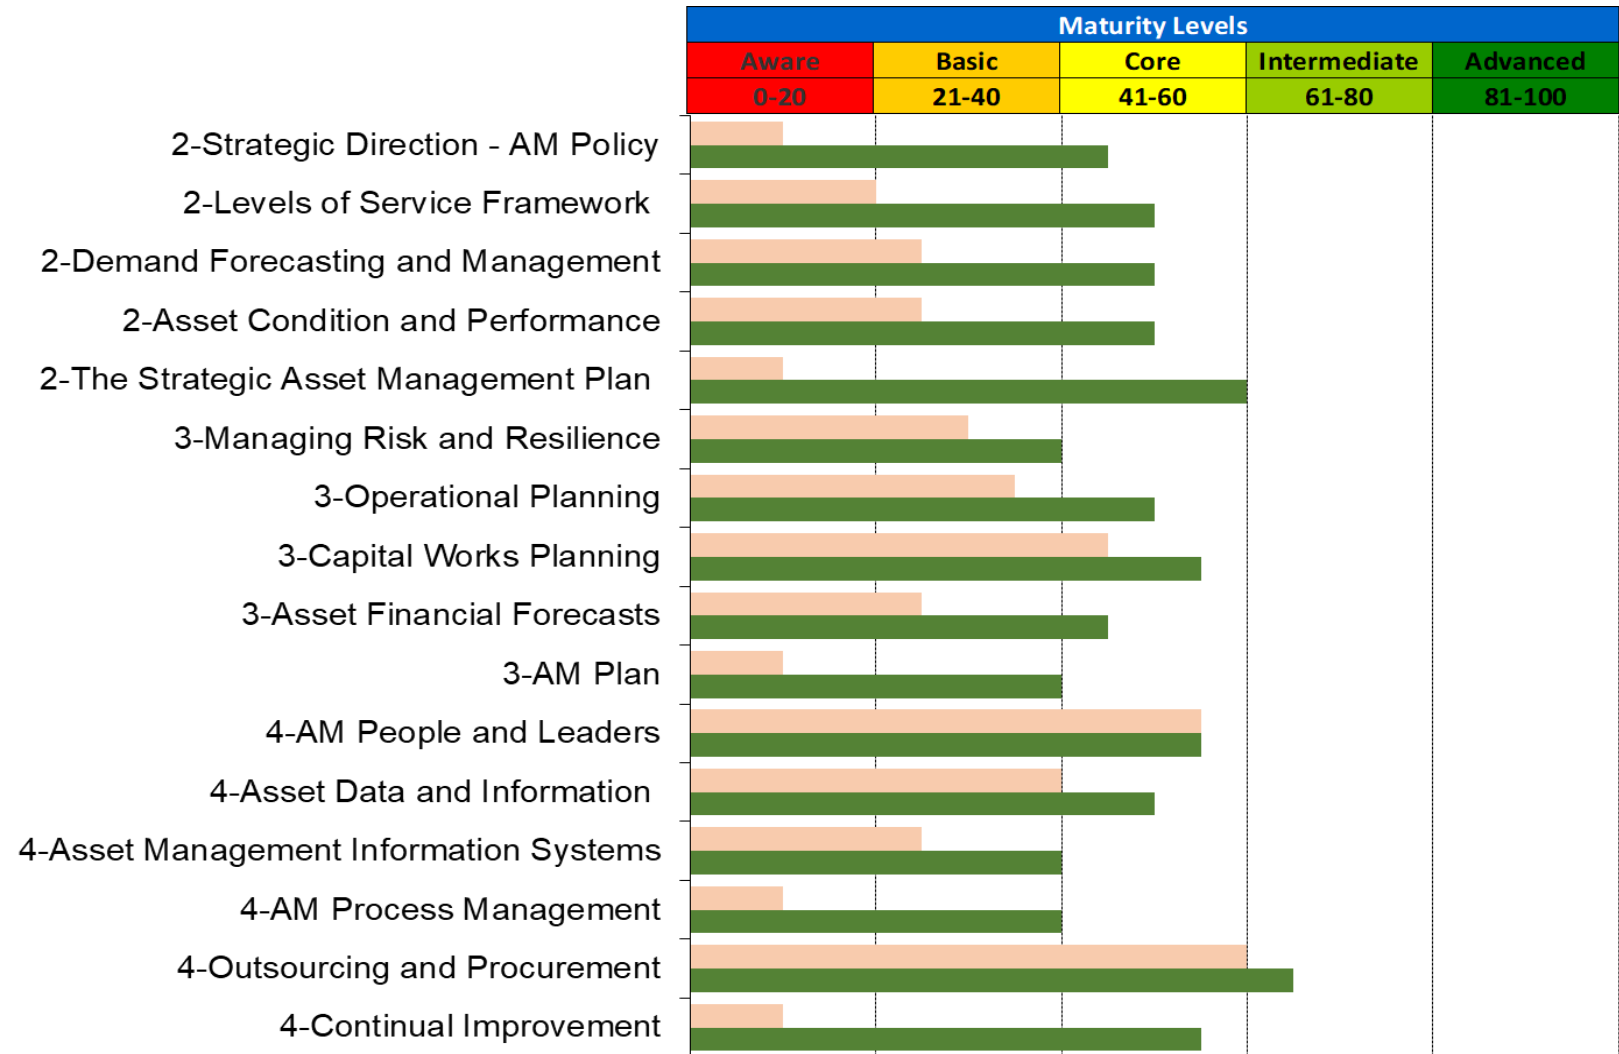 Maturity Levels
Aware Basic Core Intermediate Advanced
0-20 21-40 41-60 61-80 81-100
2-Strategic Direction - AM Policy
2-Levels of Service Framework
2-Demand Forecasting and Management
2-Asset Condition and Performance
2-The Strategic Asset Management Plan
3-Managing Risk and Resilience
3-Operational Planning
3-Capital Works Planning
3-Asset Financial Forecasts
3-AM Plan
4-AM People and Leaders
4-Asset Data and Information
4-Asset Management Information Systems
4-AM Process Management
4-Outsourcing and Procurement
4-Continual Improvement